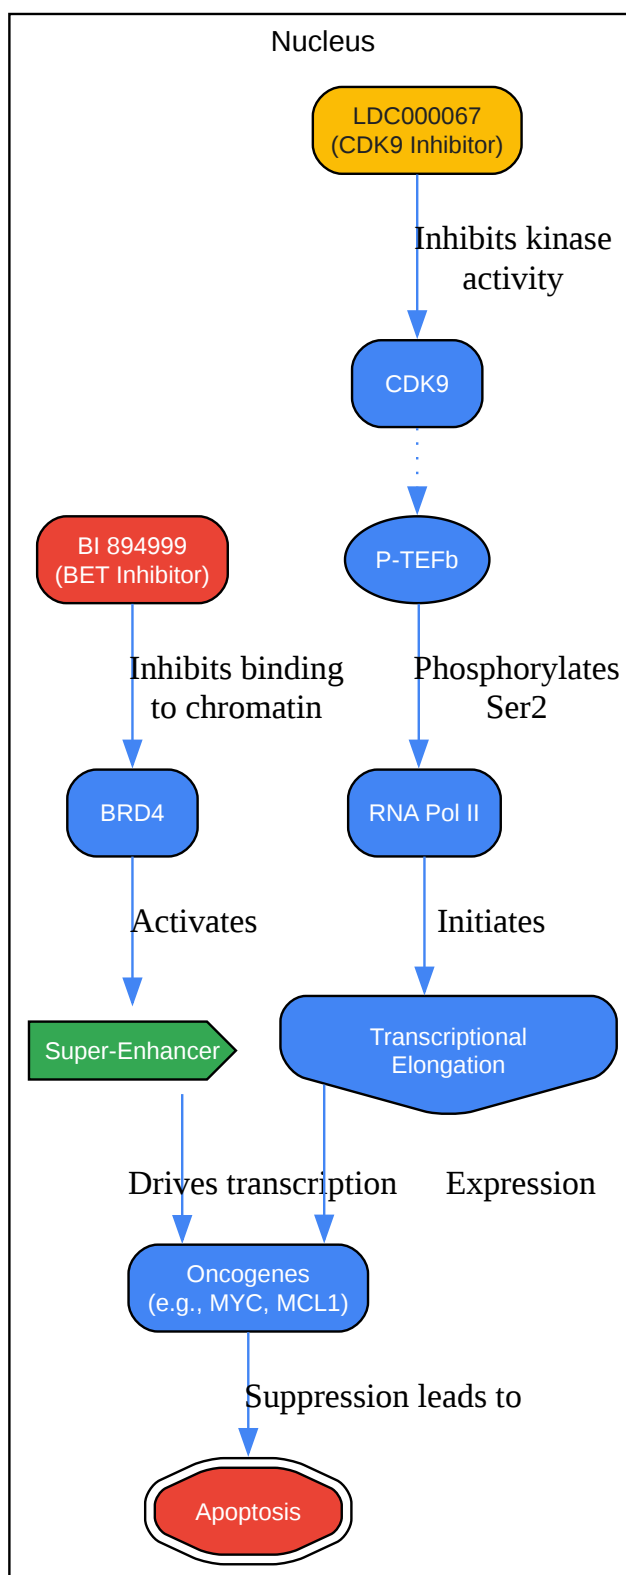 Nucleus
LDC000067
(CDK9 Inhibitor)
Inhibits kinase
activity
CDK9
BI 894999
(BET Inhibitor)
P-TEFb
Inhibits binding
to chromatin
Phosphorylates
Ser2
BRD4
RNA Pol II
Activates
Initiates
Super-Enhancer
Transcriptional
Elongation
Drives transcription
Expression
Oncogenes
(e.g., MYC, MCL1)
Suppression leads to
Apoptosis